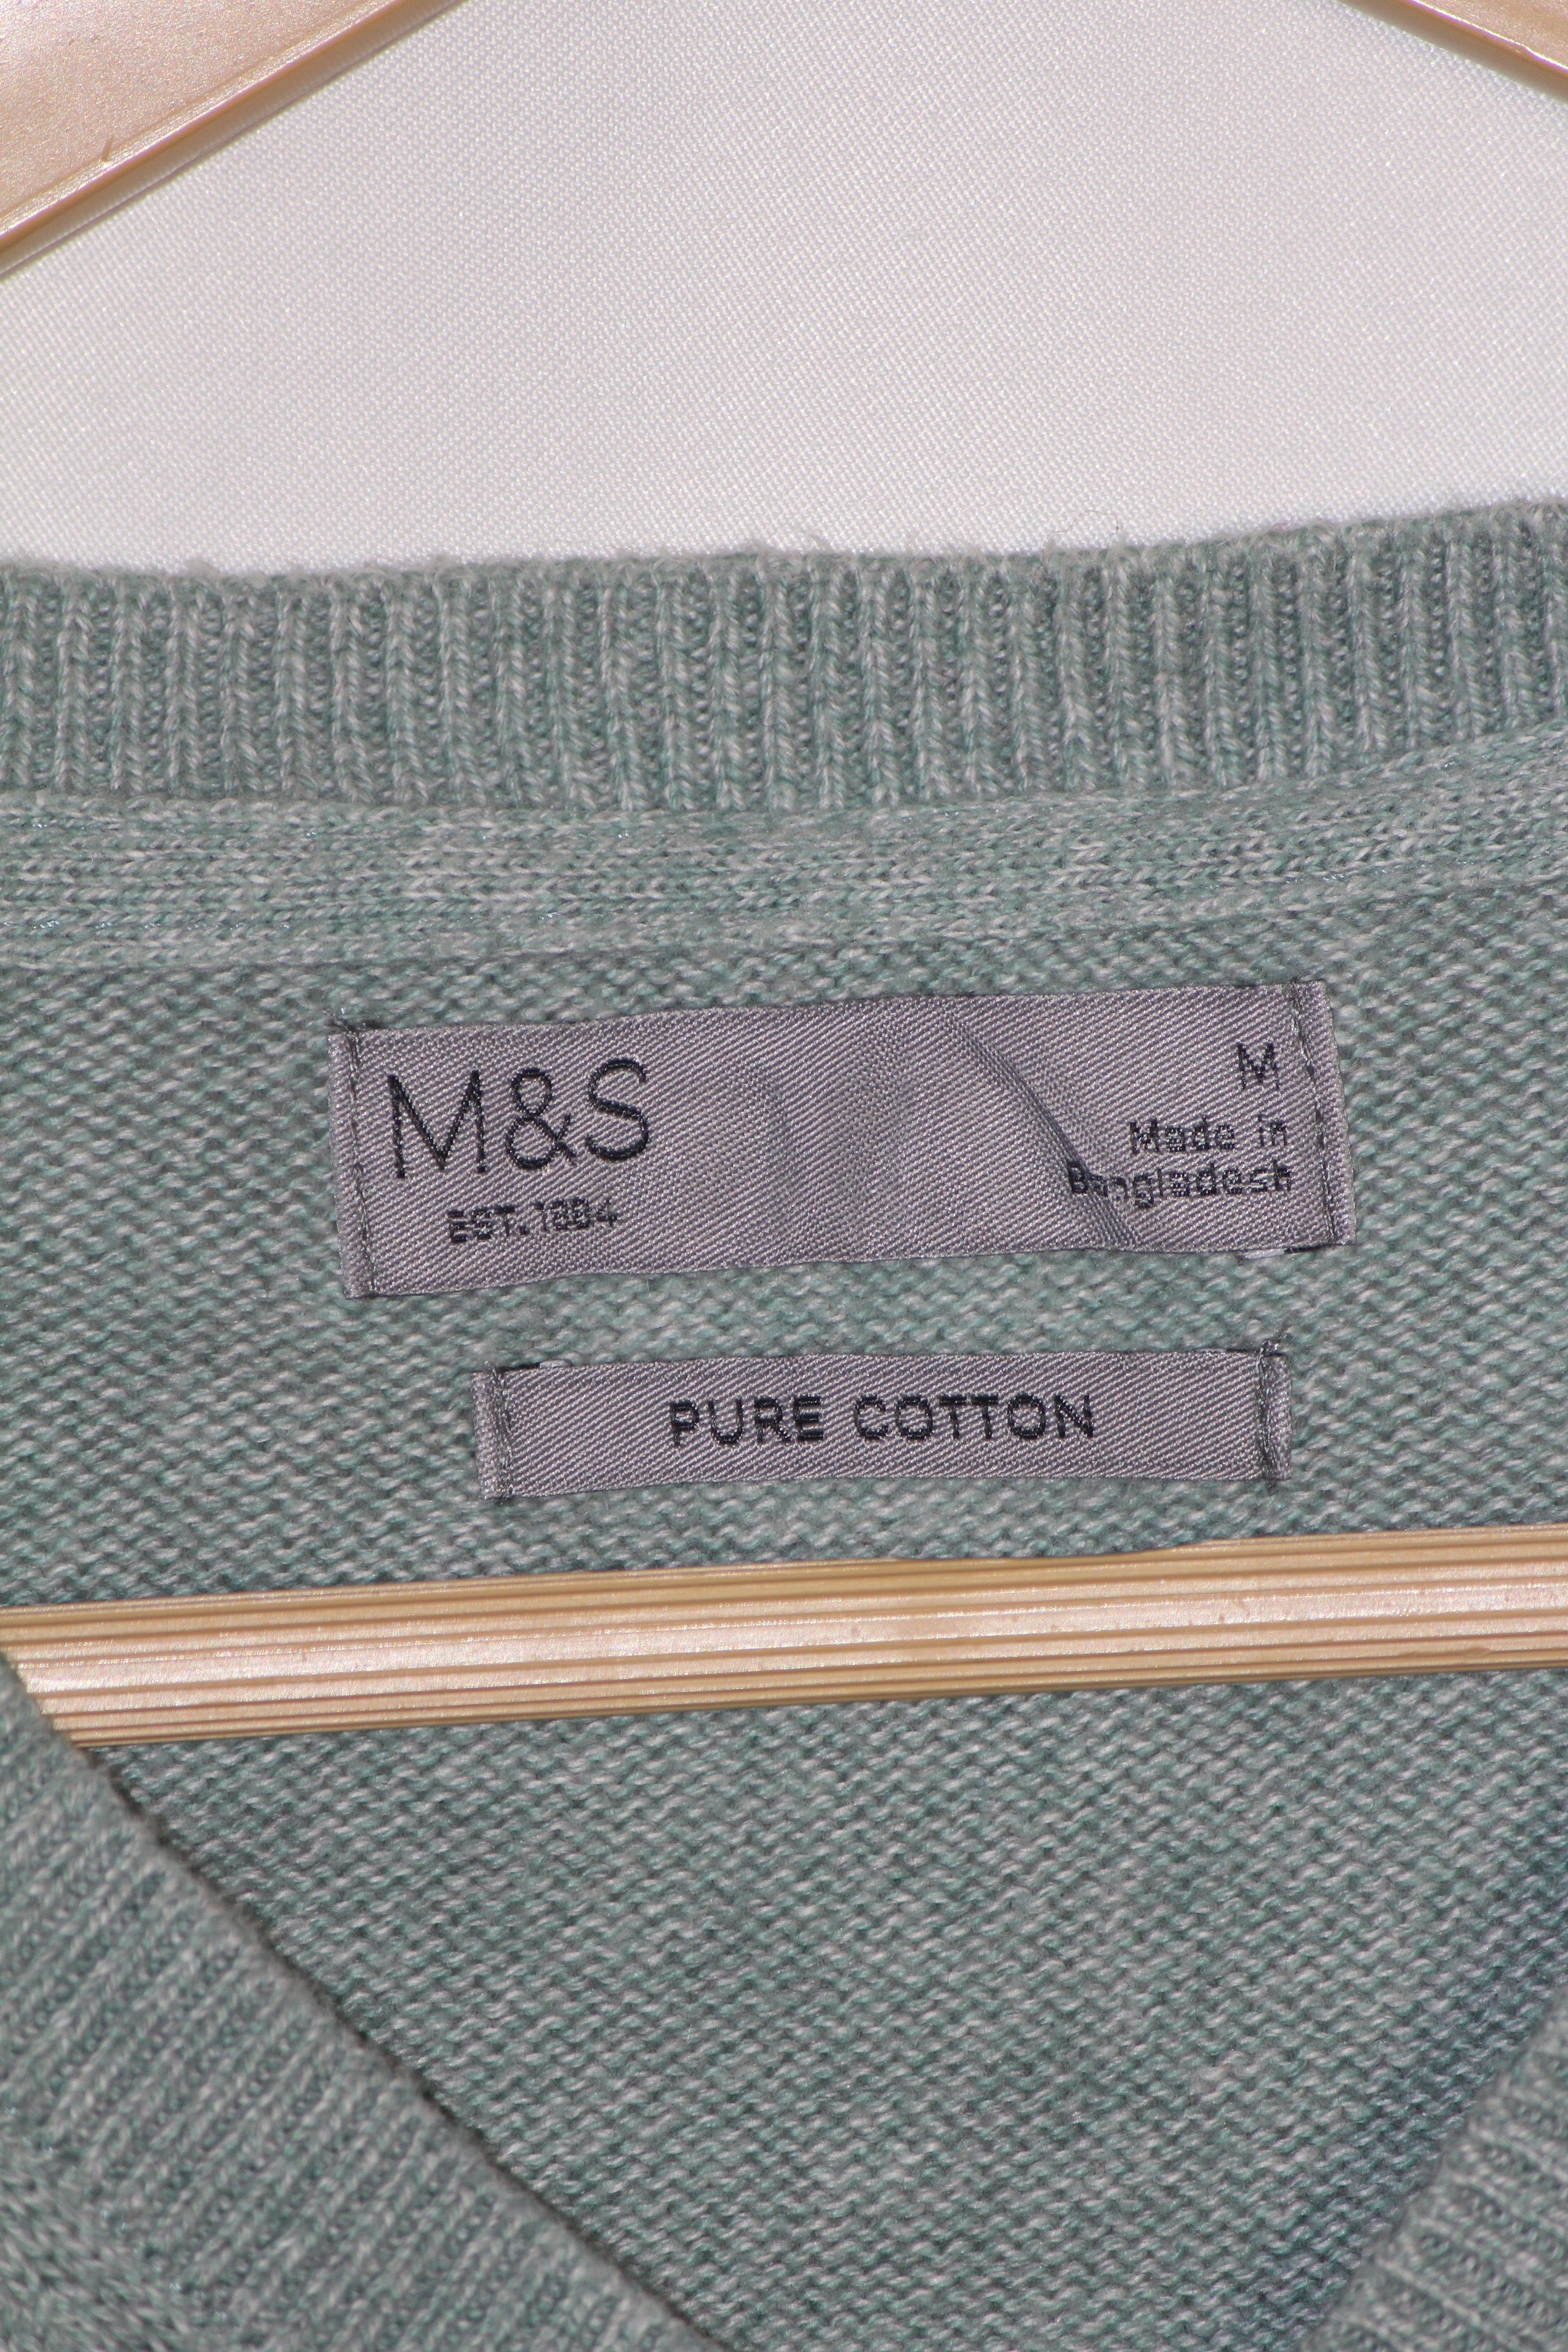 M&S
EST. 1884
M
Made in
Bangladesh
PURE COTTON